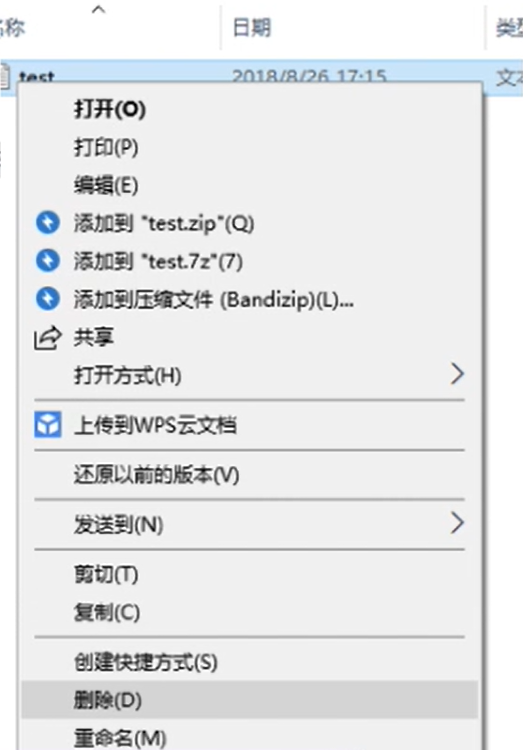 名称 日期 类型
test 2018/8/26 17:15 文本
打开(O)
打印(P)
编辑(E)
添加到 "test.zip"(Q)
添加到 "test.7z"(7)
添加到压缩文件 (Bandizip)(L)...
共享
打开方式(H)
上传到WPS云文档
还原以前的版本(V)
发送到(N)
剪切(T)
复制(C)
创建快捷方式(S)
删除(D)
重命名(M)